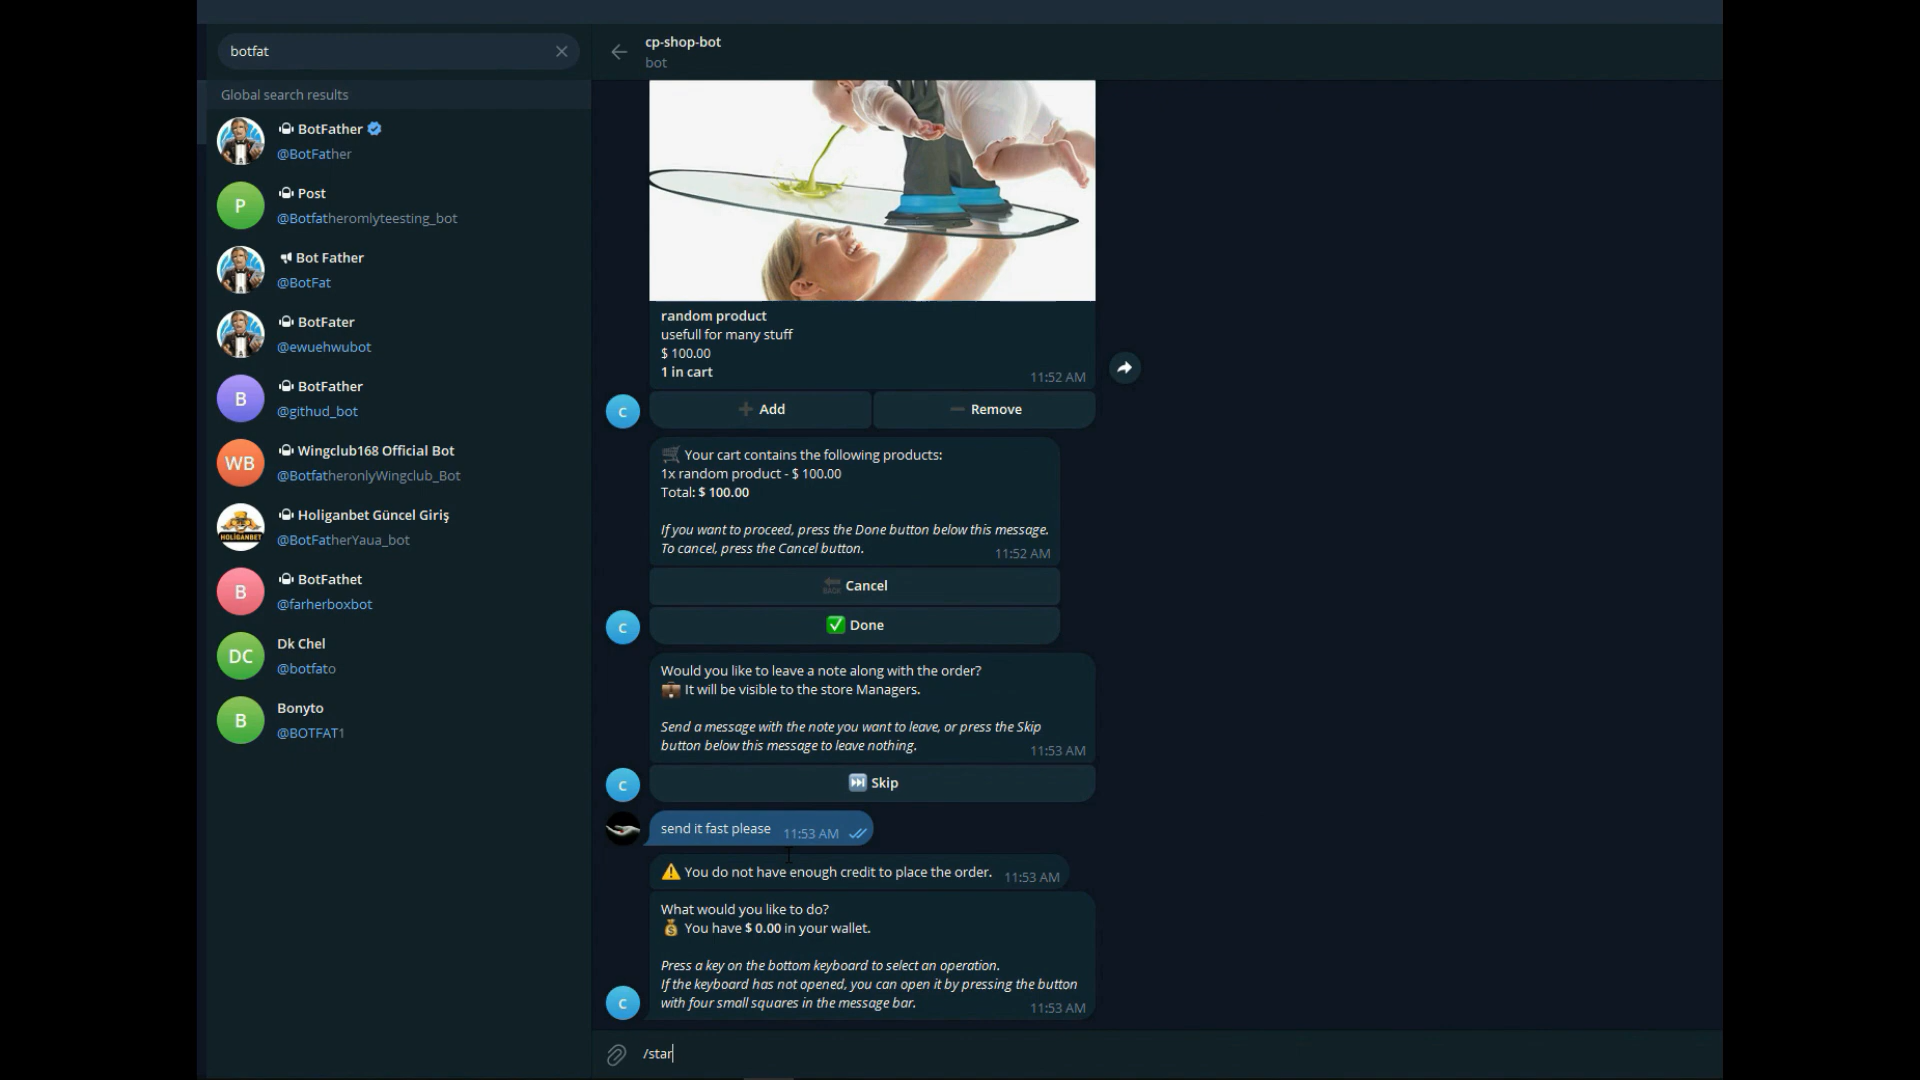 botfat
Global search results
BotFather
@BotFather
Post
@Botfatheromlyteesting_bot
Bot Father
@BotFat
BotFater
@ewuehwubot
BotFather
@githud_bot
Wingclub168 Official Bot
@BotfatheronlyWingclub_Bot
Holiganbet Güncel Giriş
@BotFatherYaua_bot
BotFathet
@farherboxbot
Dk Chel
@botfato
Bonyto
@BOTFAT1
P
B
WB
HOLİGANBET
B
DC
B
cp-shop-bot
bot
random product
usefull for many stuff
$ 100.00
1 in cart
11:52 AM
C
Add
Remove
Your cart contains the following products:
1x random product - $ 100.00
Total: $ 100.00
If you want to proceed, press the Done button below this message.
To cancel, press the Cancel button.
11:52 AM
BACK Cancel
C
Done
Would you like to leave a note along with the order?
It will be visible to the store Managers.
Send a message with the note you want to leave, or press the Skip
button below this message to leave nothing.
11:53 AM
C
Skip
send it fast please 11:53 AM
You do not have enough credit to place the order. 11:53 AM
What would you like to do?
You have $ 0.00 in your wallet.
Press a key on the bottom keyboard to select an operation.
If the keyboard has not opened, you can open it by pressing the button
with four small squares in the message bar.
11:53 AM
C
/star